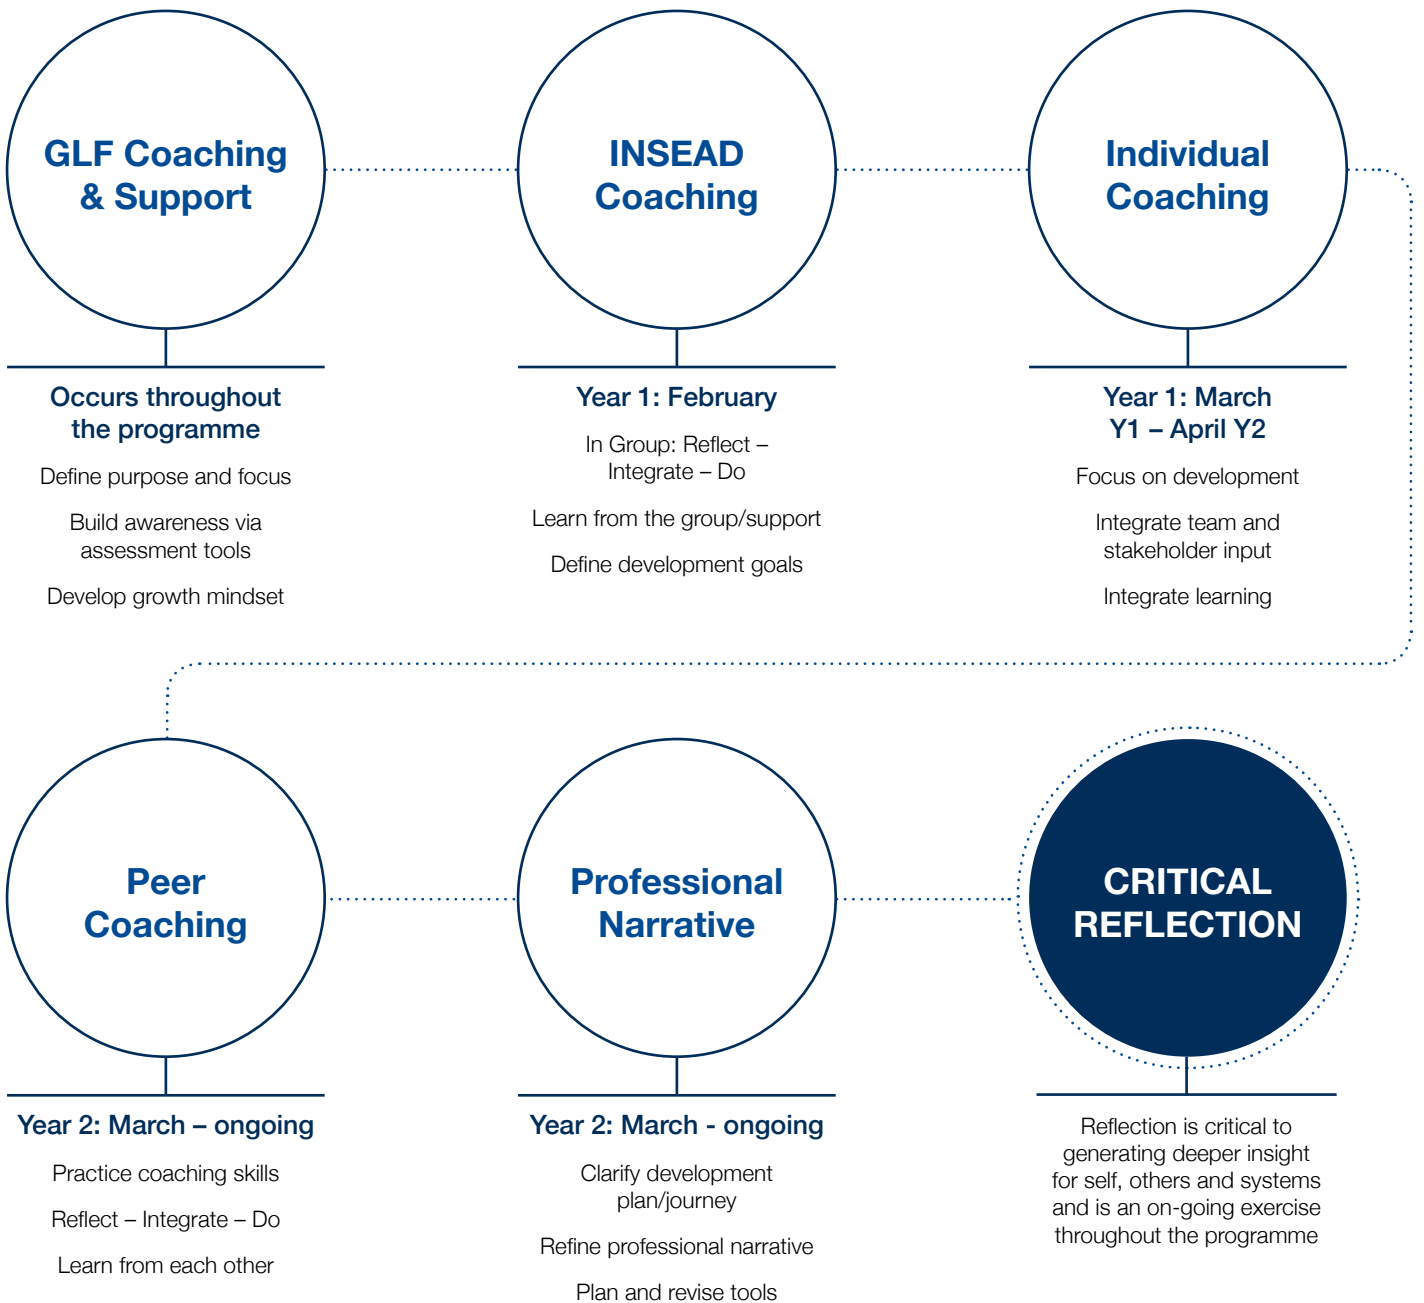 GLF Coaching
& Support
INSEAD
Coaching
Individual
Coaching
Occurs throughout
the programme
Define purpose and focus
Build awareness via
assessment tools
Develop growth mindset
Year 1: February
In Group: Reflect –
Integrate – Do
Learn from the group/support
Define development goals
Year 1: March
Y1 – April Y2
Focus on development
Integrate team and
stakeholder input
Integrate learning
Peer
Coaching
Professional
Narrative
CRITICAL
REFLECTION
Year 2: March – ongoing
Practice coaching skills
Reflect – Integrate – Do
Learn from each other
Year 2: March - ongoing
Clarify development
plan/journey
Refine professional narrative
Plan and revise tools
Reflection is critical to
generating deeper insight
for self, others and systems
and is an on-going exercise
throughout the programme